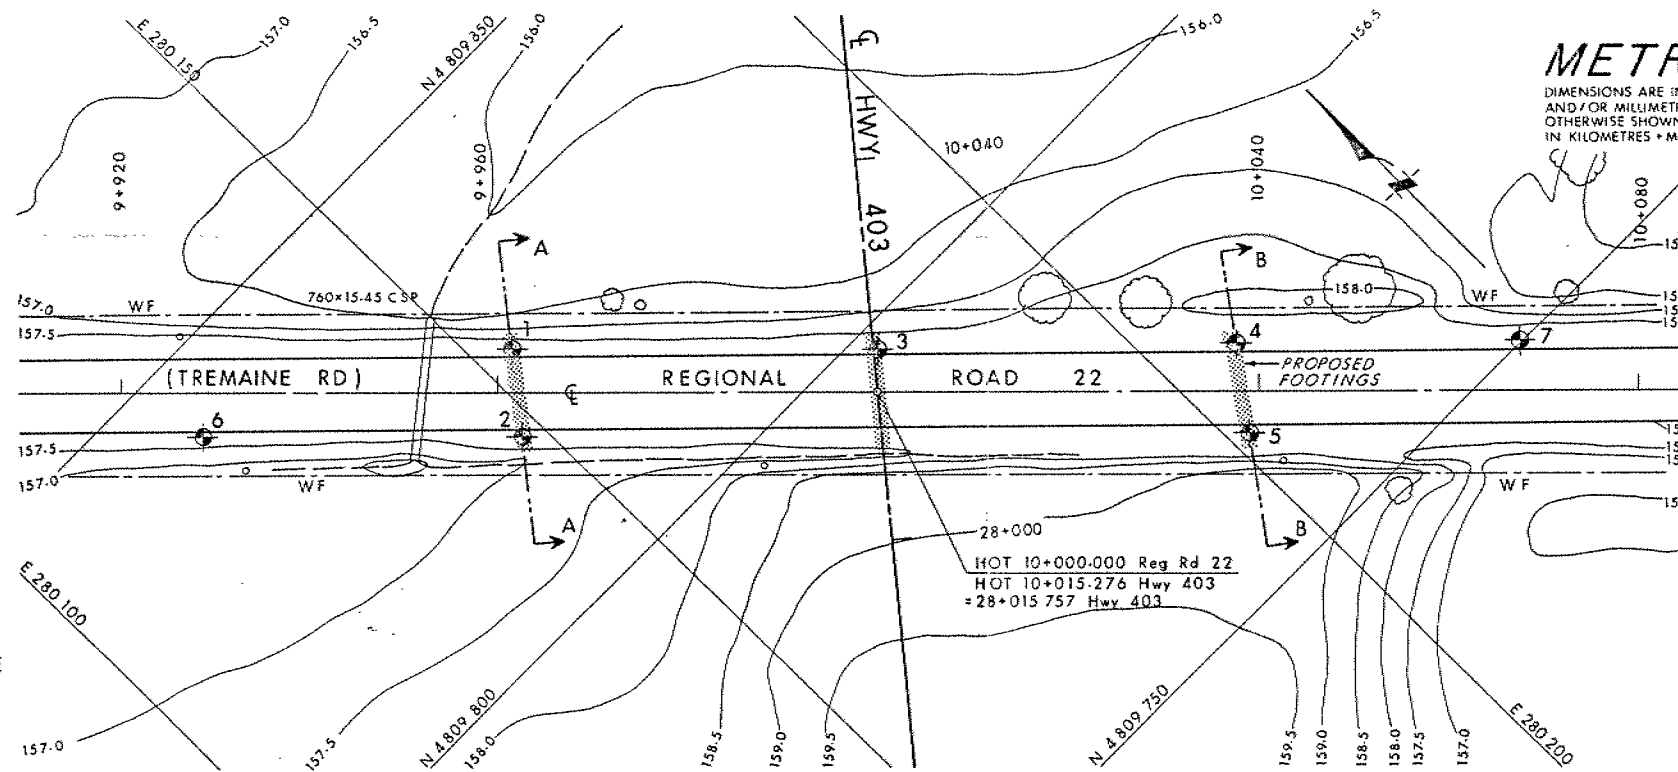 E 280 150
157.0
156.5
N 4 809 850
156.0
℄ HWY 403
156.0
156.5
METR
DIMENSIONS ARE IN
AND/OR MILLIMETR
OTHERWISE SHOWN
IN KILOMETRES + M
9+920
9+960
10+040
10+040
10+080
A
B
157.0
WF
760×15.45 CSP
158.0
WF
157.5
1
3
4
7
(TREMAINE RD)
REGIONAL ROAD 22
PROPOSED
FOOTINGS
℄
6
2
5
157.5
157.0
WF
WF
A
B
28+000
HOT 10+000.000 Reg Rd 22
HOT 10+015.276 Hwy 403
=28+015 757 Hwy 403
E 280 100
157.0
157.5
N 4 809 800
158.0
158.5
159.0
159.5
N 4 809 750
159.5
159.0
158.5
158.0
157.5
157.0
E 280 200